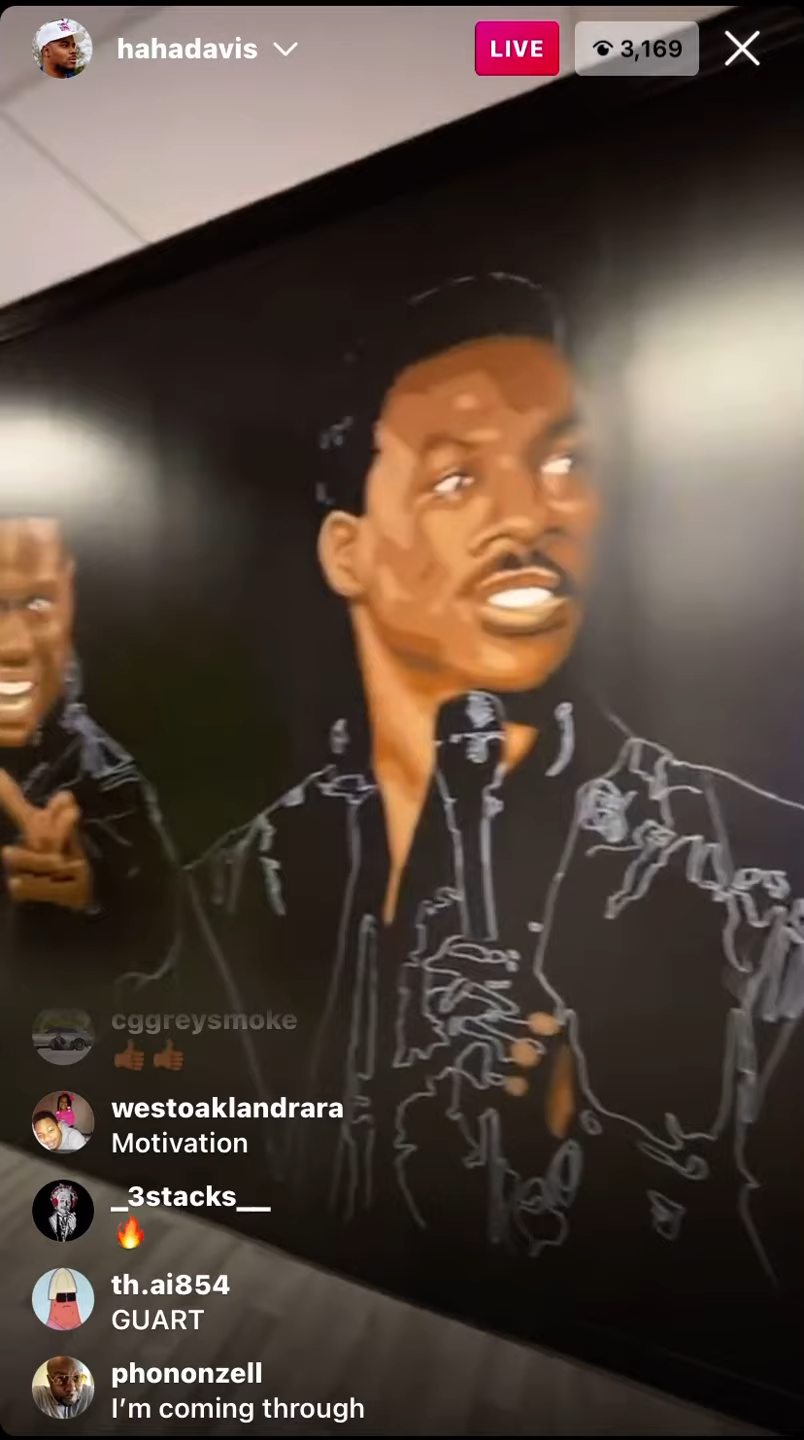 hahadavis
LIVE
3,169
cggreysmoke
👍🏾👍🏾
westoaklandrara
Motivation
_3stacks__
🔥
th.ai854
GUART
phononzell
I’m coming through